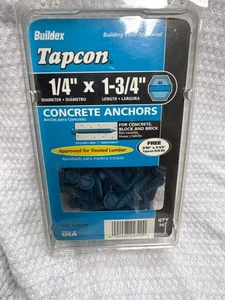 Buildex
Building Code Approved
Tapcon
1/4" x 1-3/4"
DIAMETER • DIÁMETRO
LENGTH • LARGURA
CONCRETE ANCHORS
Anclas para Concreto
FOR CONCRETE,
BLOCK AND BRICK
FREE
Approval for Treated Lumber
Aprobado para madera tratada
USA
QTY